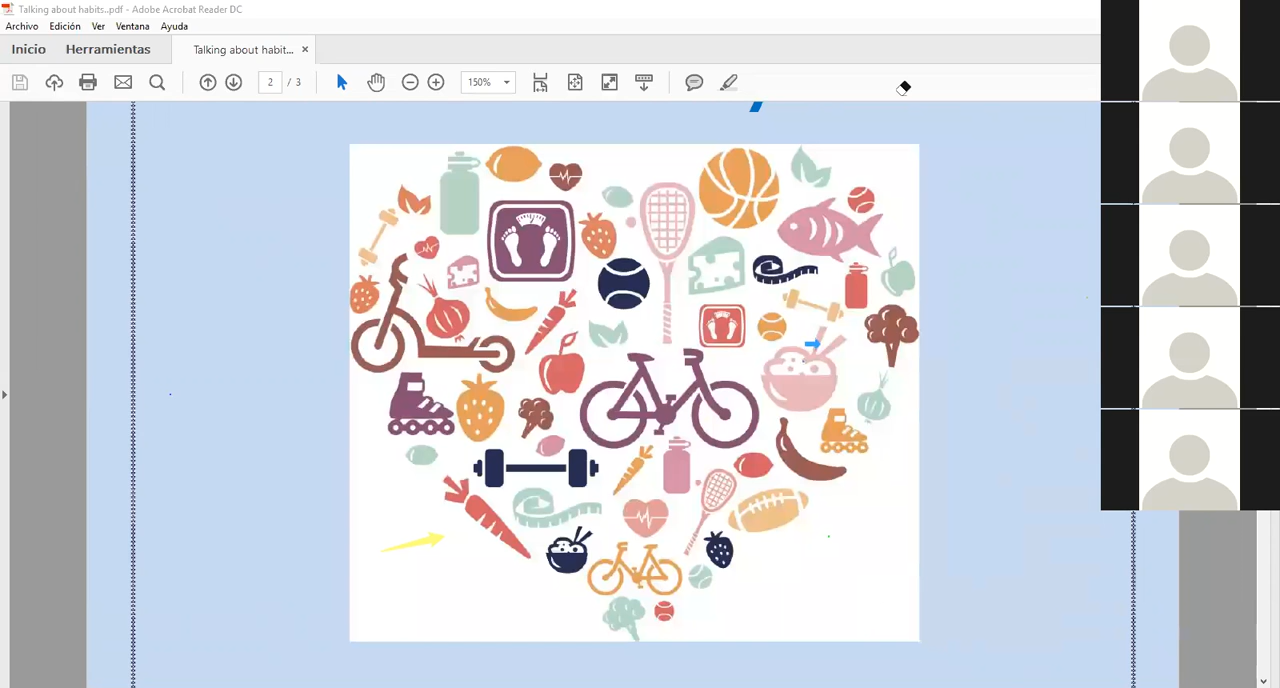 Talking about habits..pdf - Adobe Acrobat Reader DC
Archivo Edición Ver Ventana Ayuda
Inicio Herramientas Talking about habit... ×
2 / 3 150%